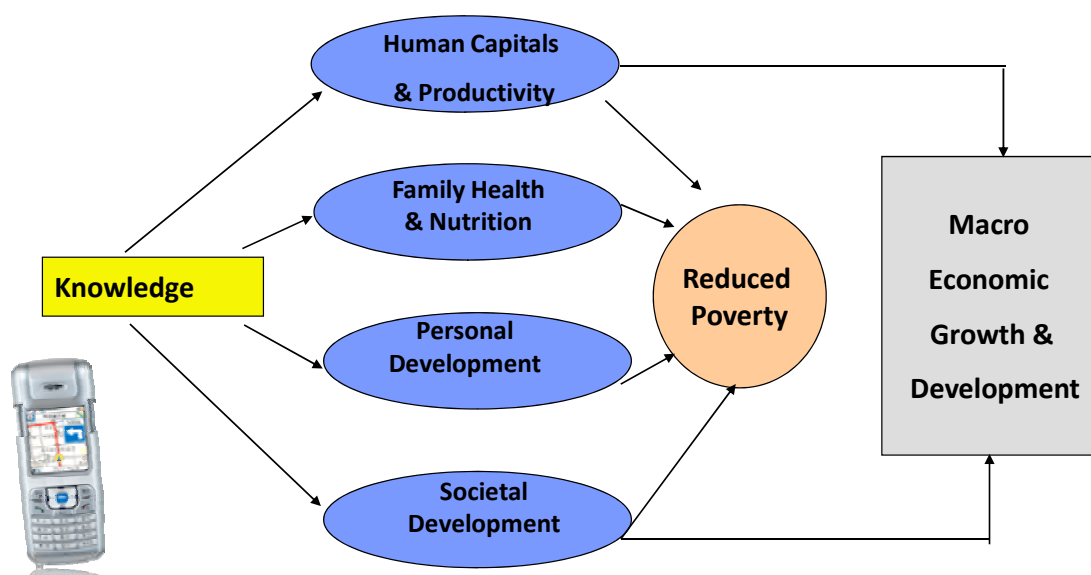 Human Capitals
& Productivity
Family Health
& Nutrition
Knowledge
Personal
Development
Societal
Development
Reduced
Poverty
Macro
Economic
Growth &
Development